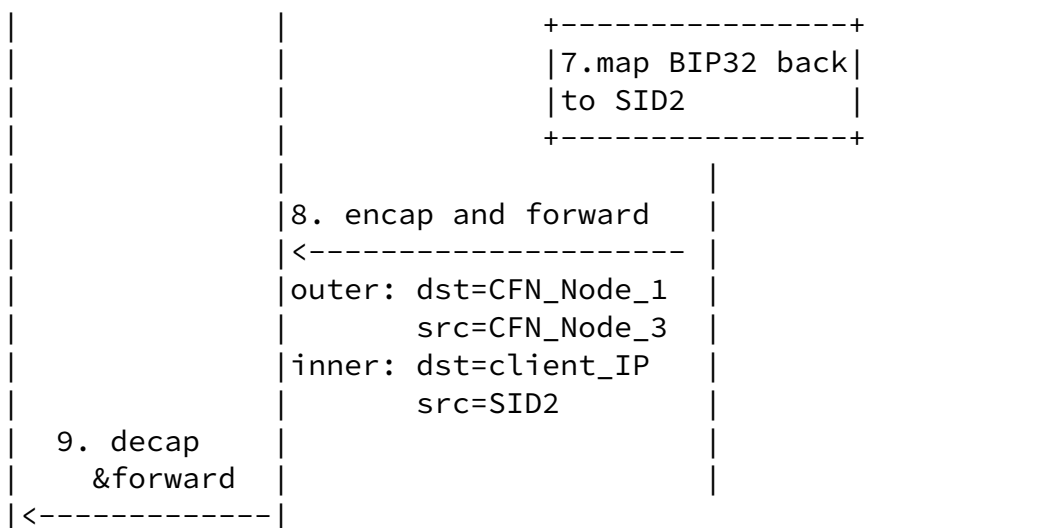 7.map BIP32 back
to SID2
8. encap and forward
outer: dst=CFN_Node_1
src=CFN_Node_3
inner: dst=client_IP
src=SID2
9. decap
&forward